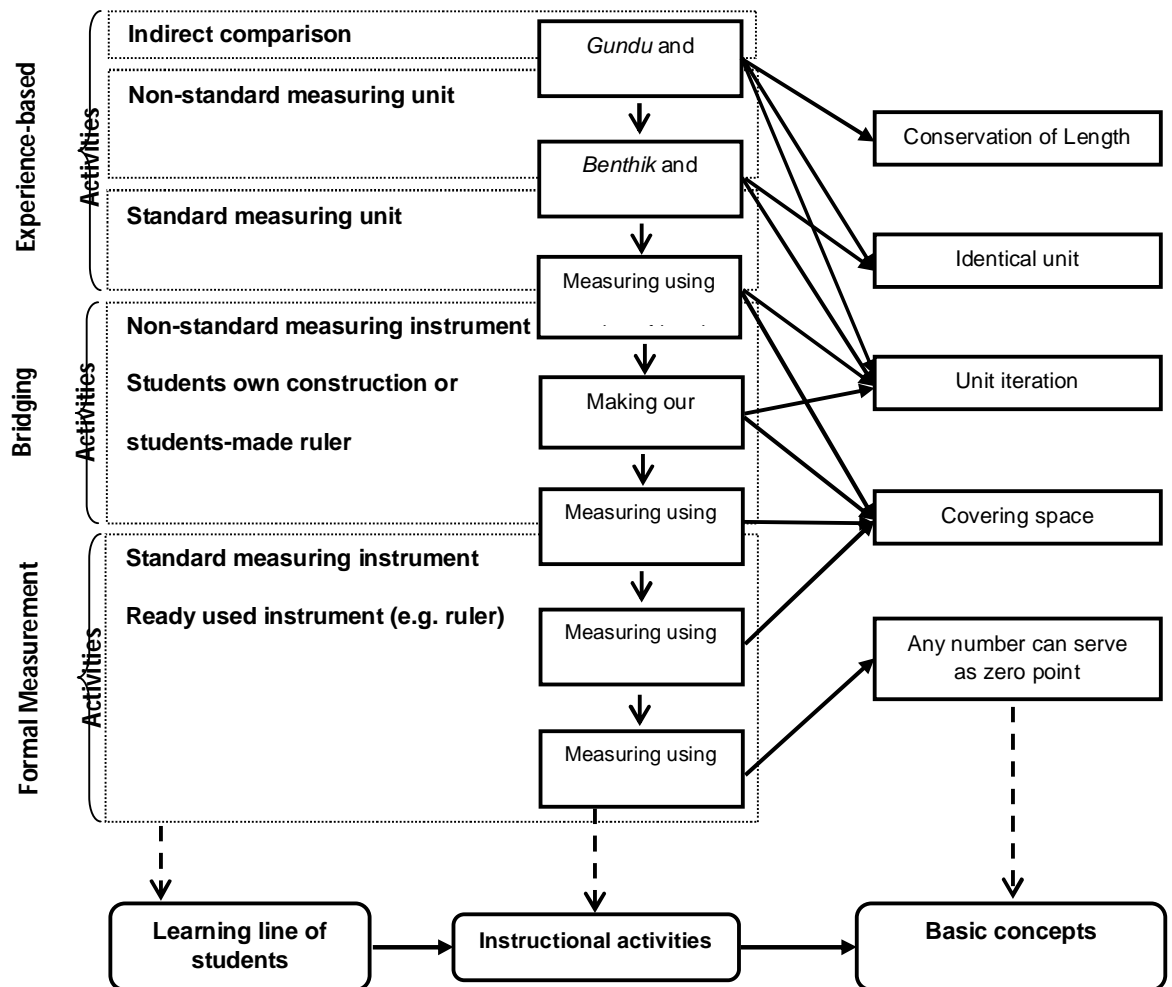 Experience-based
Activities
Indirect comparison
Non-standard measuring unit
Standard measuring unit
Bridging
Activities
Non-standard measuring instrument
Students own construction or
students-made ruler
Formal Measurement
Activities
Standard measuring instrument
Ready used instrument (e.g. ruler)
Gundu and
Benthik and
Measuring using
Making our
Measuring using
Measuring using
Measuring using
Conservation of Length
Identical unit
Unit iteration
Covering space
Any number can serve
as zero point
Learning line of
students
Instructional activities
Basic concepts